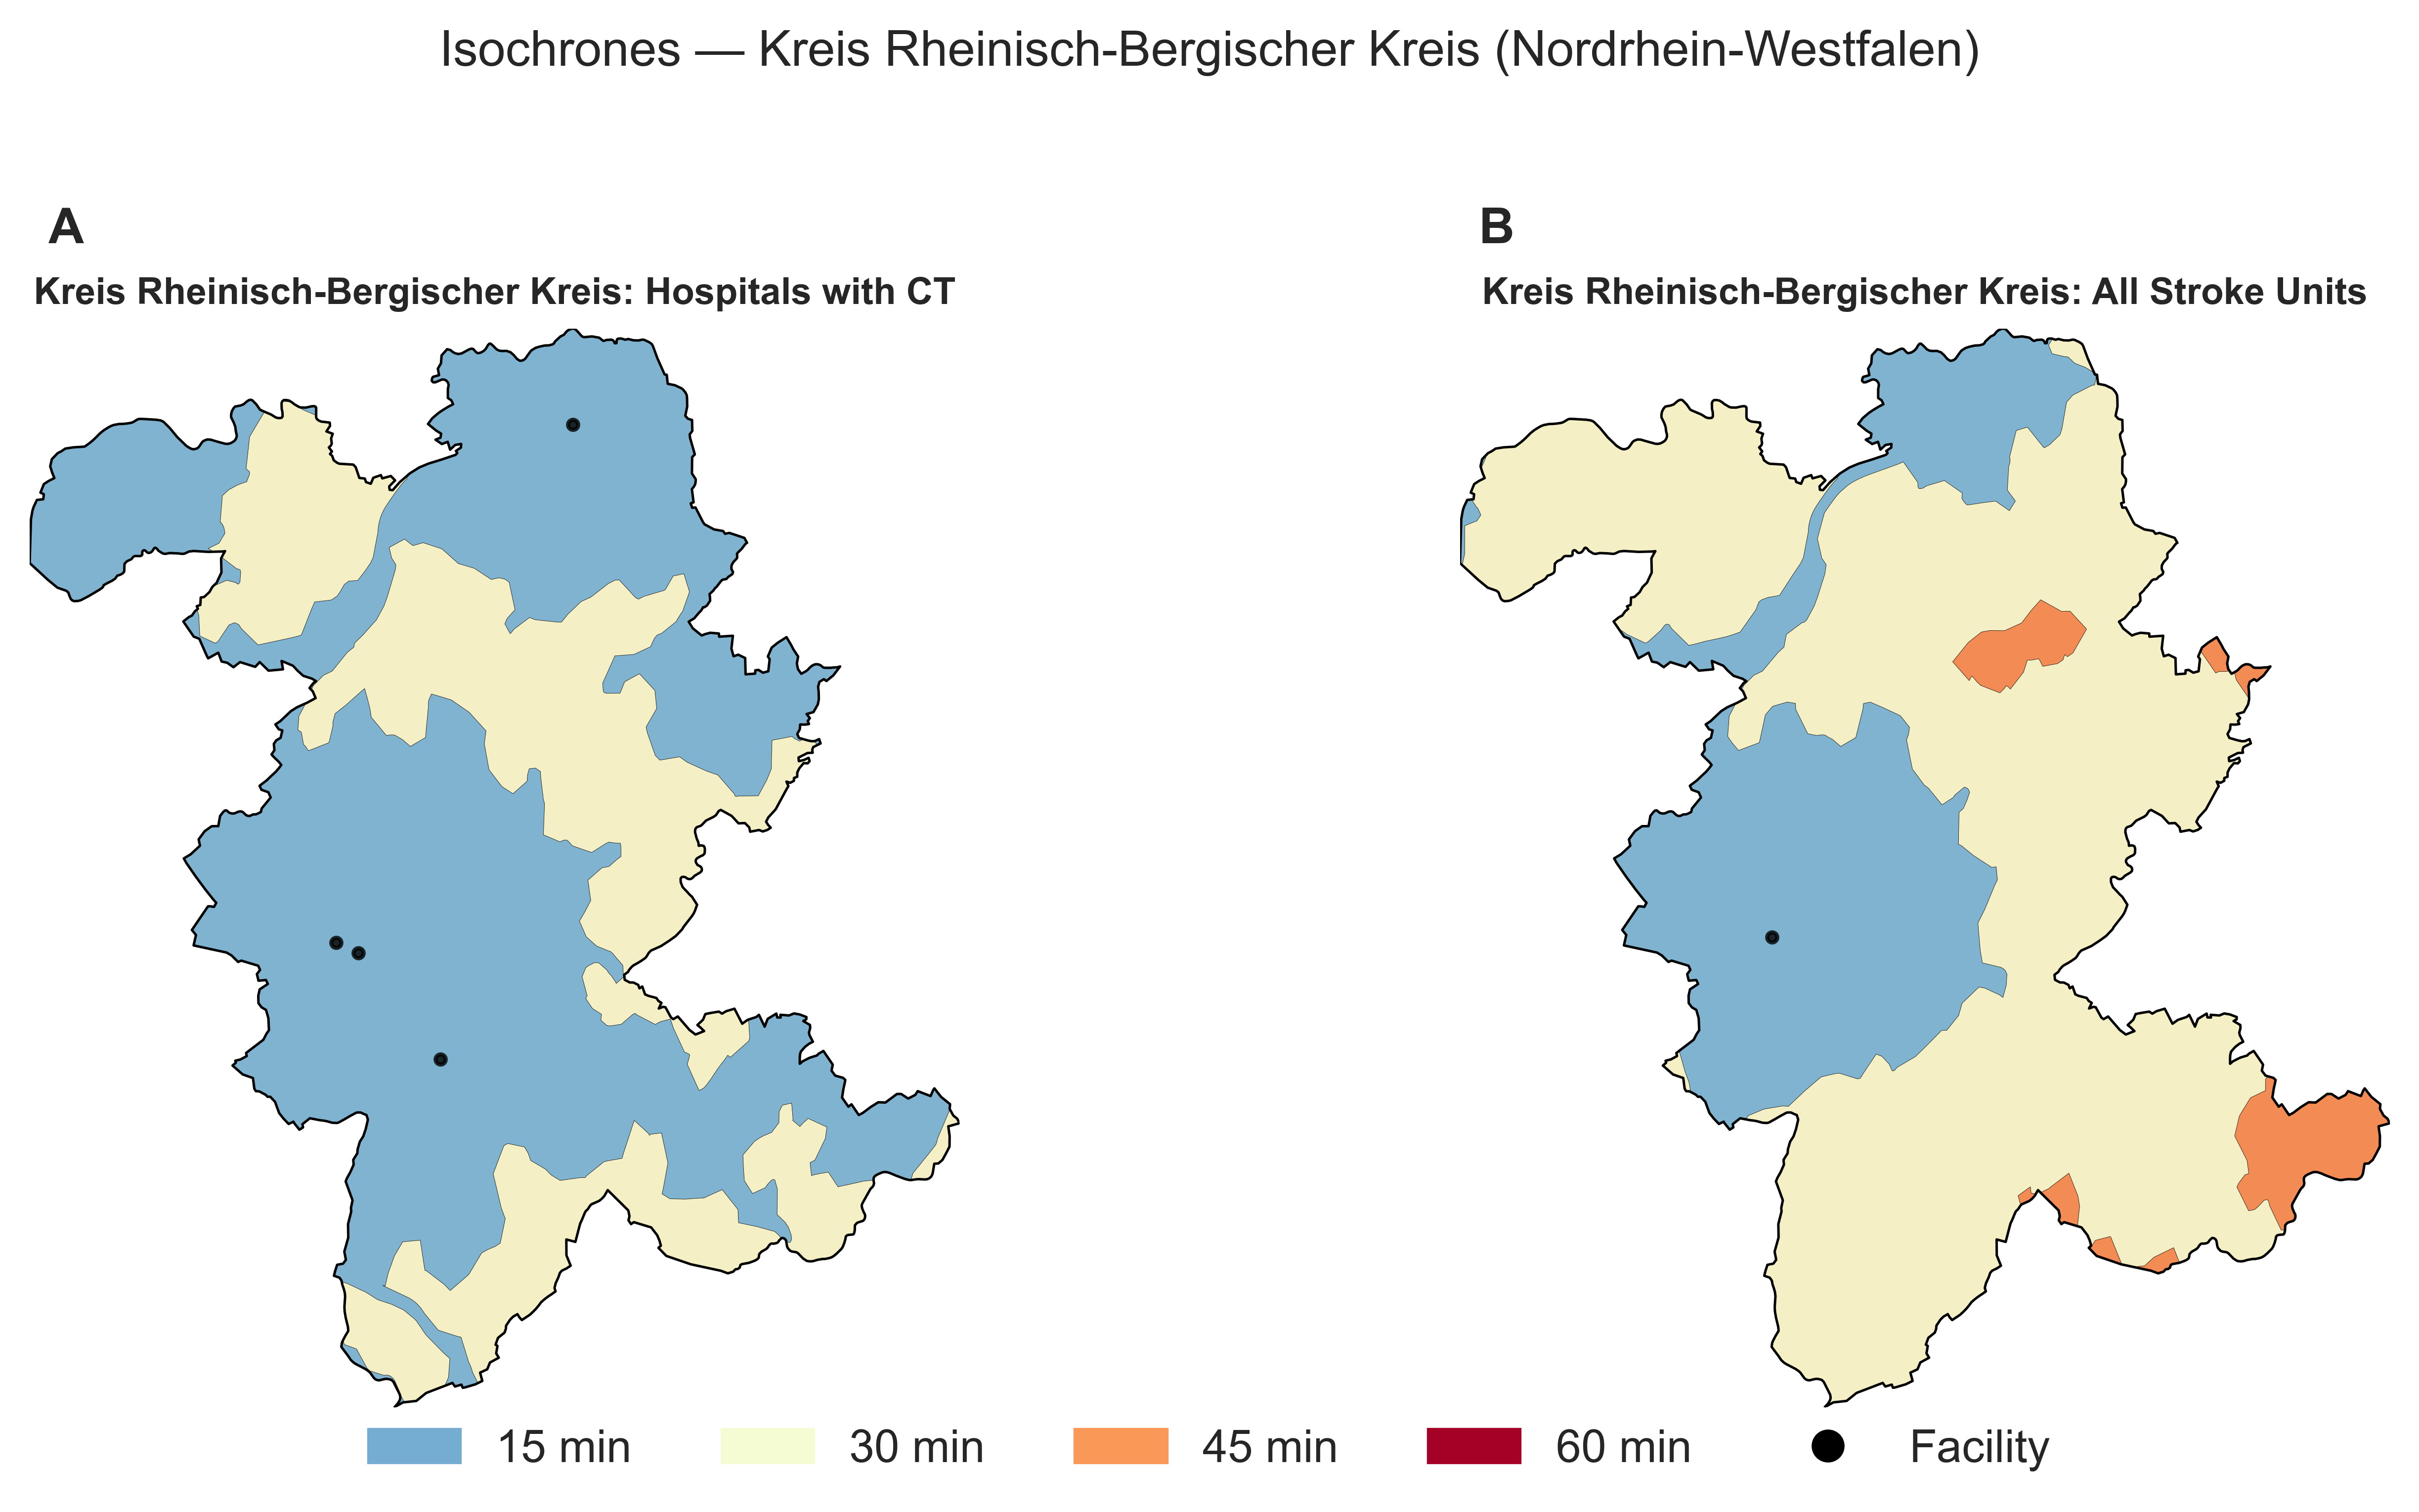 Isochrones — Kreis Rheinisch-Bergischer Kreis (Nordrhein-Westfalen)
A
Kreis Rheinisch-Bergischer Kreis: Hospitals with CT
B
Kreis Rheinisch-Bergischer Kreis: All Stroke Units
15 min
30 min
45 min
60 min
Facility